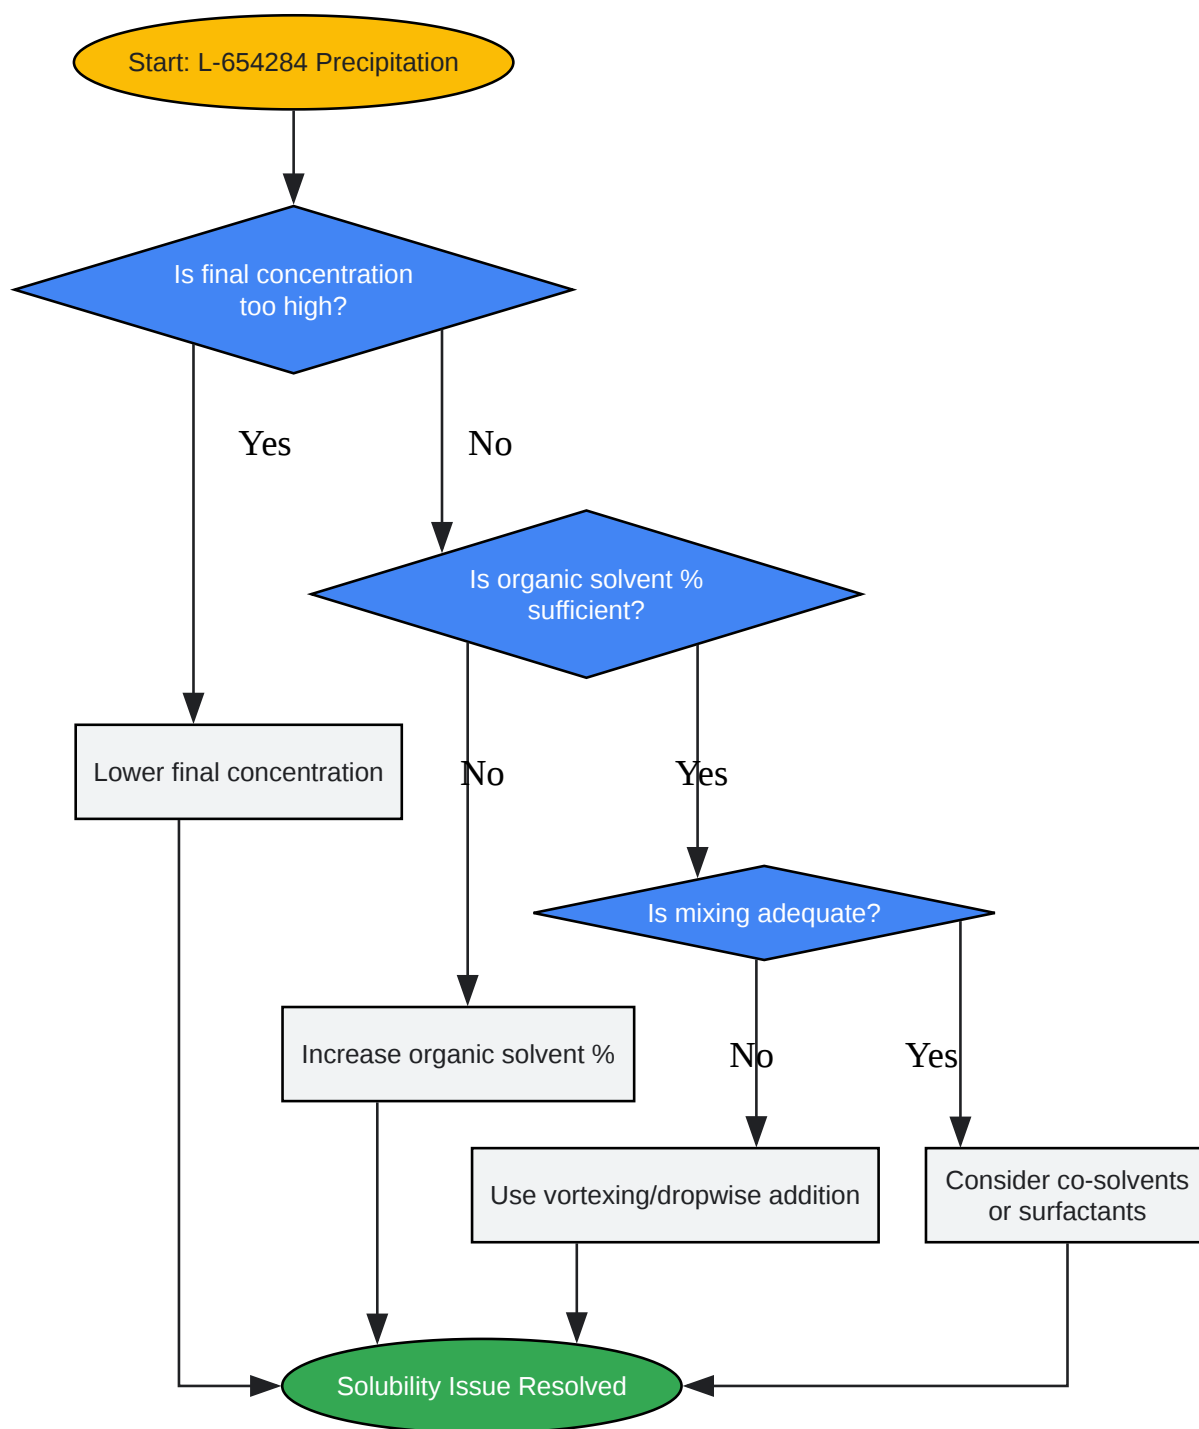 Start: L-654284 Precipitation
Is final concentration
too high?
Yes
No
Is organic solvent %
sufficient?
Lower final concentration
No
Yes
Is mixing adequate?
Increase organic solvent %
No
Yes
Use vortexing/dropwise addition
Consider co-solvents
or surfactants
Solubility Issue Resolved